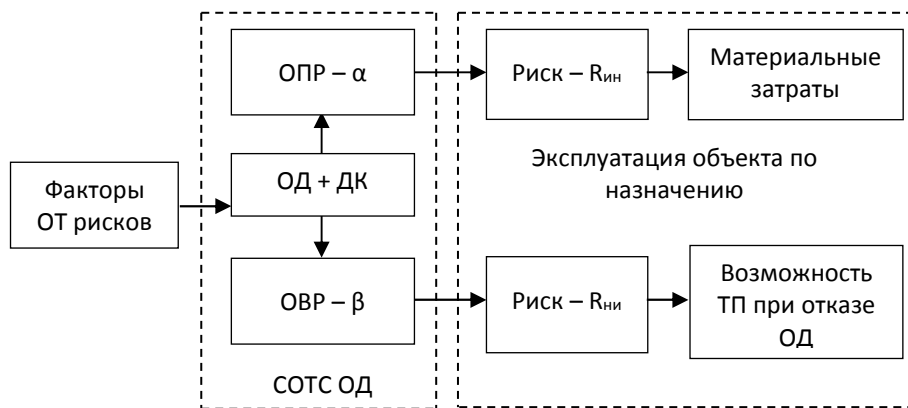 ОПР – α
Риск – Rин
Материальные
затраты
Факторы
ОТ рисков
ОД + ДК
Эксплуатация объекта по
назначению
ОВР – β
Риск – Rни
Возможность
ТП при отказе
ОД
СОТС ОД